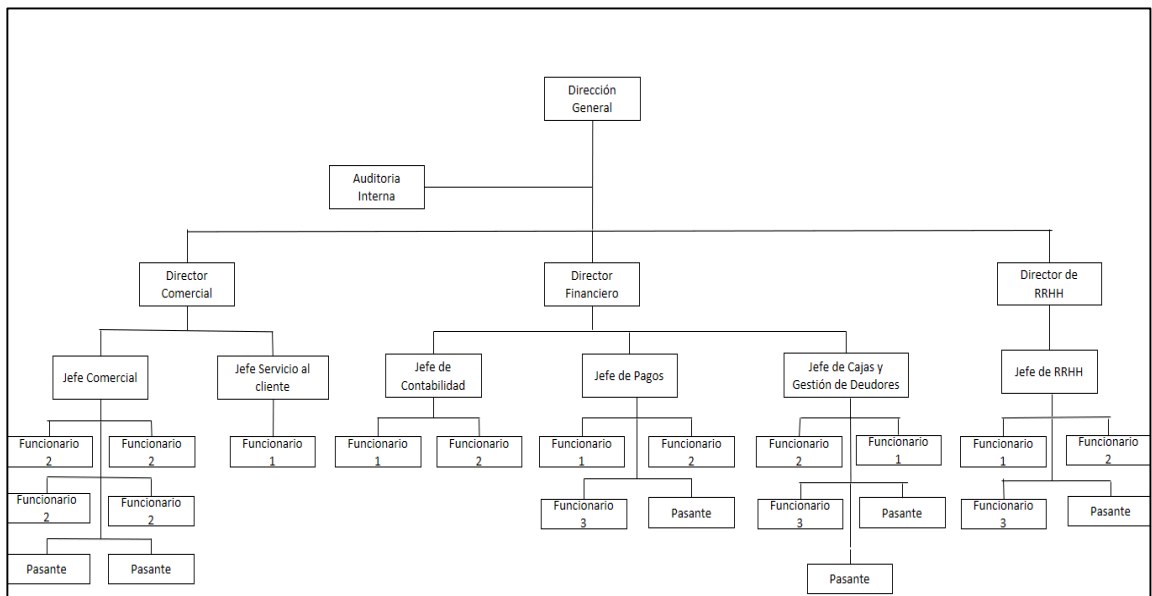 Dirección
General
Auditoria
Interna
Director
Comercial
Director
Financiero
Director de
RRHH
Jefe Comercial
Jefe Servicio al
cliente
Jefe de
Contabilidad
Jefe de Pagos
Jefe de Cajas y
Gestión de Deudores
Jefe de RRHH
Funcionario
2
Funcionario
2
Funcionario
1
Funcionario
1
Funcionario
2
Funcionario
1
Funcionario
2
Funcionario
2
Funcionario
1
Funcionario
1
Funcionario
2
Funcionario
2
Funcionario
2
Funcionario
3
Pasante
Funcionario
3
Pasante
Funcionario
3
Pasante
Pasante
Pasante
Pasante